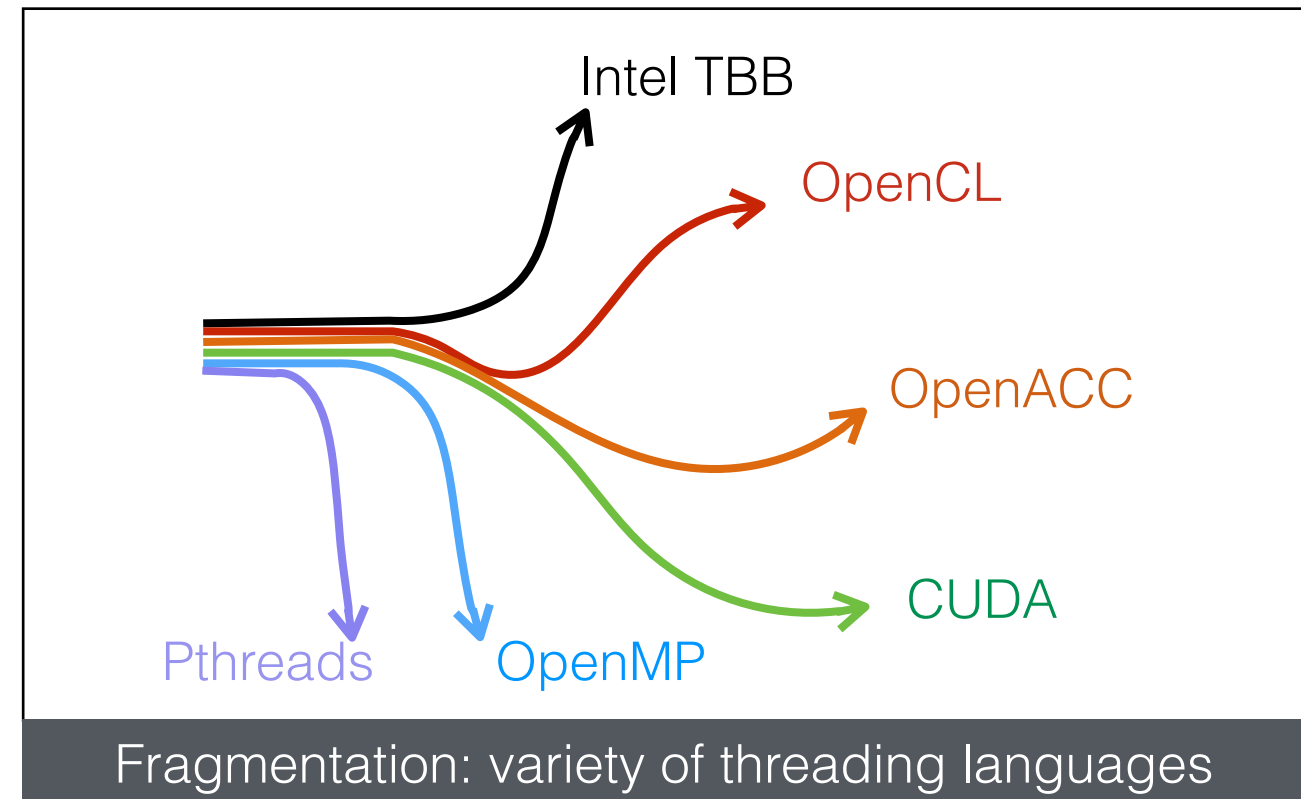 Intel TBB
OpenCL
OpenACC
CUDA
Pthreads
OpenMP
Fragmentation: variety of threading languages